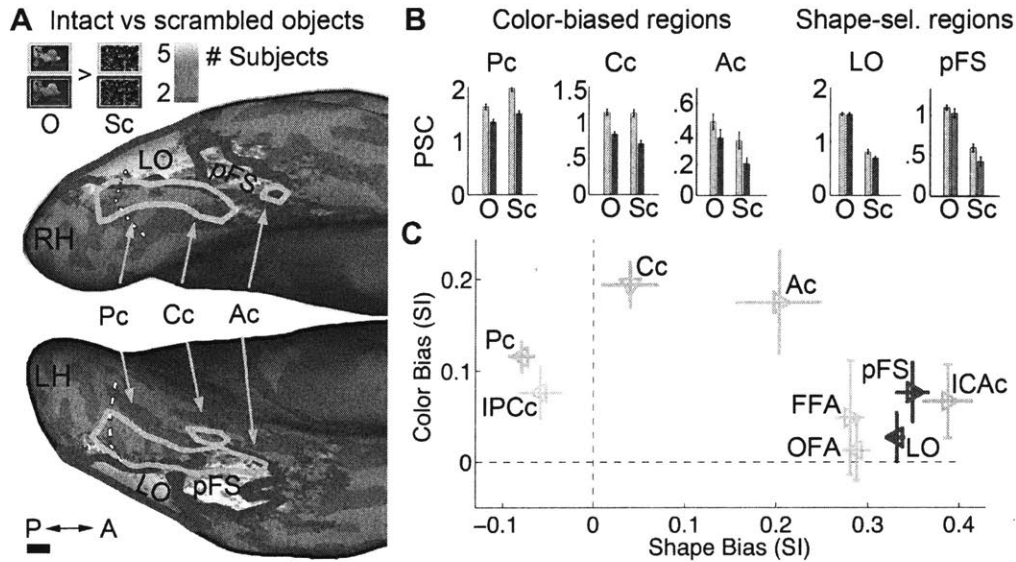 A Intact vs scrambled objects
5 # Subjects
>
2
O Sc
LO
pFS
RH
Pc Cc Ac
LH
LO pFS
P A
B Color-biased regions Shape-sel. regions
Pc Cc Ac LO pFS
PSC
2 1 0
1.5 1 .5 0
.6 .4 .2 0
2 1 0
1 .5 0
O Sc O Sc O Sc O Sc O Sc
C
Color Bias (SI)
0.2
0.1
0
Cc
Ac
Pc
IPCc
pFS
ICAc
FFA
OFA
LO
-0.1 0 0.1 0.2 0.3 0.4
Shape Bias (SI)